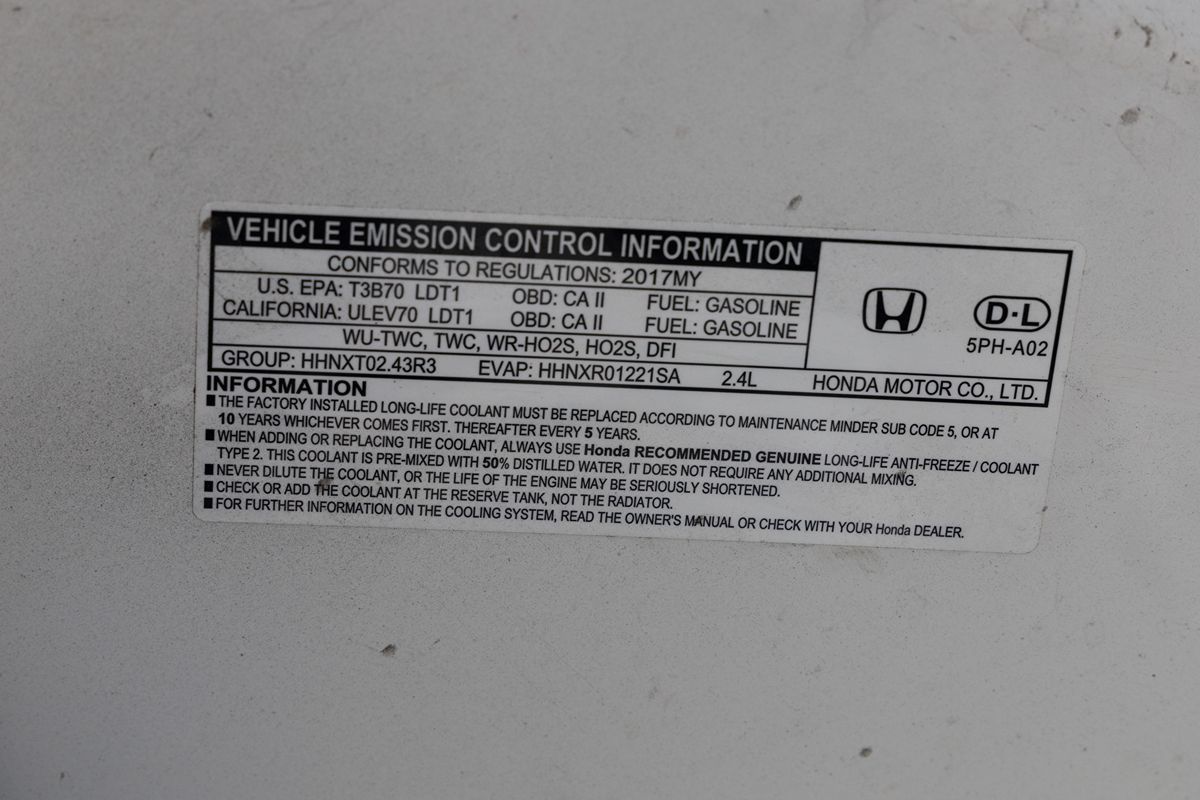 VEHICLE EMISSION CONTROL INFORMATION
CONFORMS TO REGULATIONS: 2017MY
U.S. EPA: T3B70 LDT1 OBD: CA II FUEL: GASOLINE
CALIFORNIA: ULEV70 LDT1 OBD: CA II FUEL: GASOLINE
WU-TWC, TWC, WR-HO2S, HO2S, DFI
D·L
5PH-A02
GROUP: HHNXT02.43R3 EVAP: HHNXR01221SA 2.4L HONDA MOTOR CO., LTD.
INFORMATION
■ THE FACTORY INSTALLED LONG-LIFE COOLANT MUST BE REPLACED ACCORDING TO MAINTENANCE MINDER SUB CODE 5, OR AT
10 YEARS WHICHEVER COMES FIRST. THEREAFTER EVERY 5 YEARS.
■ WHEN ADDING OR REPLACING THE COOLANT, ALWAYS USE Honda RECOMMENDED GENUINE LONG-LIFE ANTI-FREEZE / COOLANT
TYPE 2. THIS COOLANT IS PRE-MIXED WITH 50% DISTILLED WATER. IT DOES NOT REQUIRE ANY ADDITIONAL MIXING.
■ NEVER DILUTE THE COOLANT, OR THE LIFE OF THE ENGINE MAY BE SERIOUSLY SHORTENED.
■ CHECK OR ADD THE COOLANT AT THE RESERVE TANK, NOT THE RADIATOR.
■ FOR FURTHER INFORMATION ON THE COOLING SYSTEM, READ THE OWNER'S MANUAL OR CHECK WITH YOUR Honda DEALER.